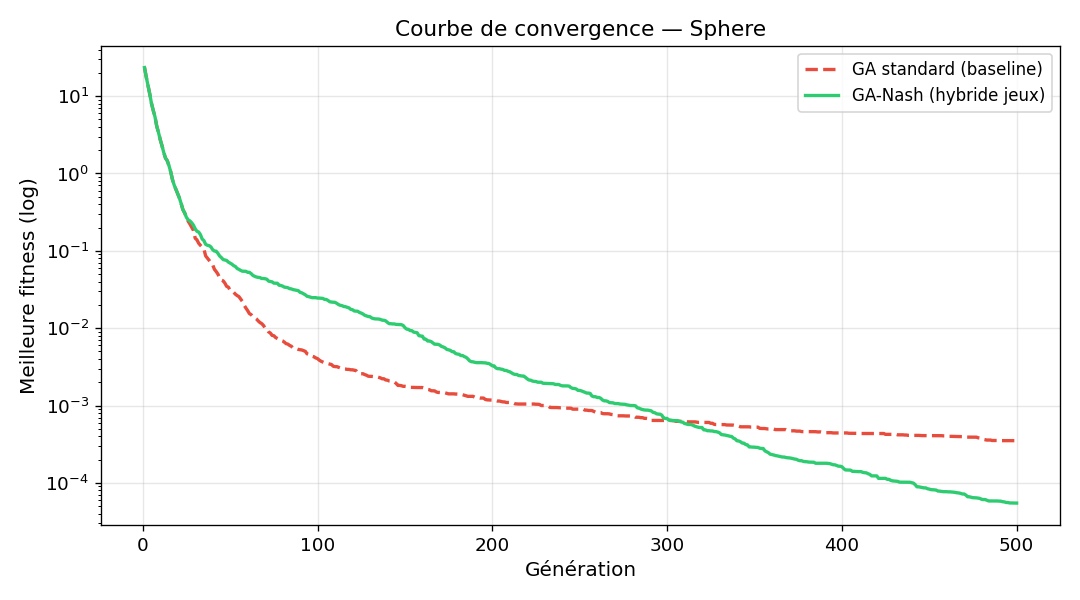 Courbe de convergence — Sphere
GA standard (baseline)
GA-Nash (hybride jeux)
Meilleure fitness (log)
10¹
10⁰
10⁻¹
10⁻²
10⁻³
10⁻⁴
0 100 200 300 400 500
Génération